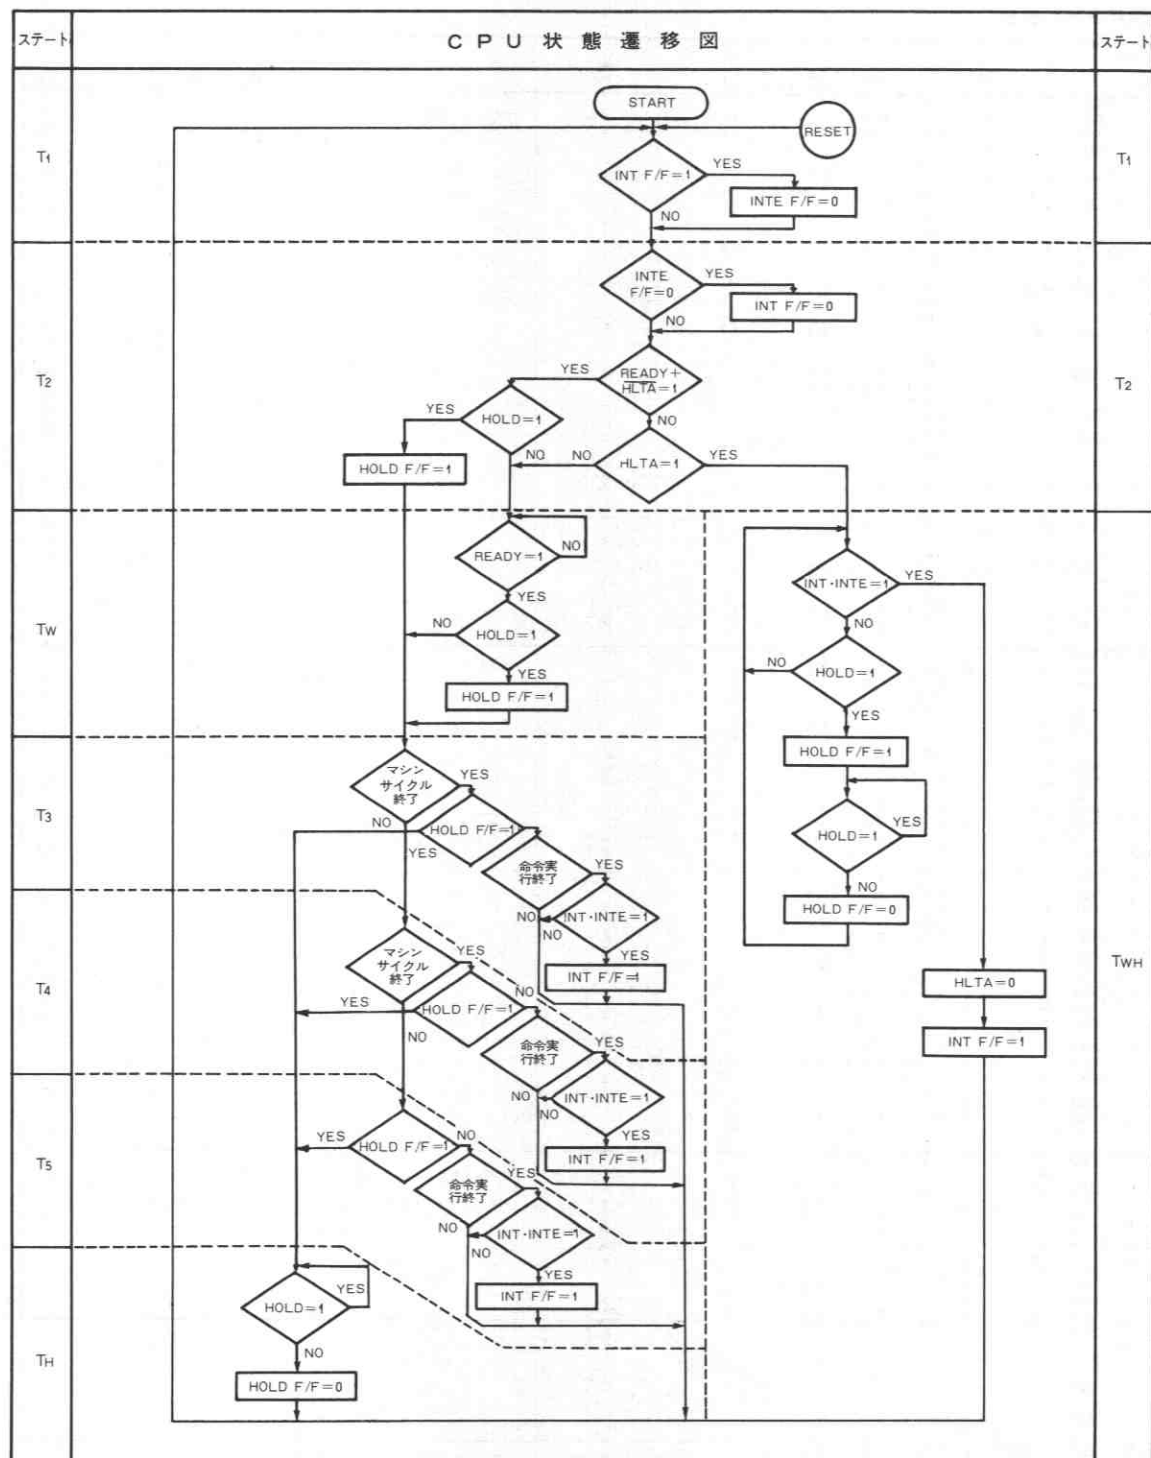 ステート
CPU状態遷移図
ステート
START
RESET
T1
INT F/F=1
YES
INTE F/F=0
NO
T1
INTE
F/F=0
YES
INT F/F=0
NO
T2
READY+
HLTA=1
YES
NO
T2
HOLD=1
YES
NO
HOLD F/F=1
HLTA=1
NO
YES
READY=1
NO
YES
INT·INTE=1
YES
NO
TW
HOLD=1
NO
YES
HOLD F/F=1
HOLD=1
NO
YES
HOLD F/F=1
HOLD=1
YES
NO
HOLD F/F=0
T3
マシン
サイクル
終了
YES
NO
HOLD F/F=1
YES
命令実
行終了
YES
NO
INT·INTE=1
NO
YES
INT F/F=1
T4
マシン
サイクル
終了
YES
NO
HOLD F/F=1
YES
NO
命令実
行終了
YES
NO
INT·INTE=1
NO
YES
INT F/F=1
TWH
HLTA=0
INT F/F=1
T5
HOLD F/F=1
YES
NO
命令実
行終了
YES
NO
INT·INTE=1
NO
YES
INT F/F=1
TH
HOLD=1
YES
NO
HOLD F/F=0